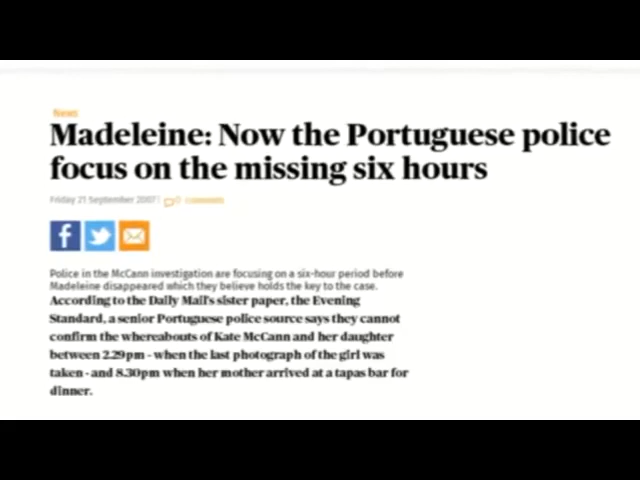 News
Madeleine: Now the Portuguese police
focus on the missing six hours
Friday 21 September 2007 |
Police in the McCann investigation are focusing on a six-hour period before
Madeleine disappeared which they believe holds the key to the case.
According to the Daily Mail's sister paper, the Evening
Standard, a senior Portuguese police source says they cannot
confirm the whereabouts of Kate McCann and her daughter
between 2.29pm - when the last photograph of the girl was
taken - and 8.30pm when her mother arrived at a tapas bar for
dinner.